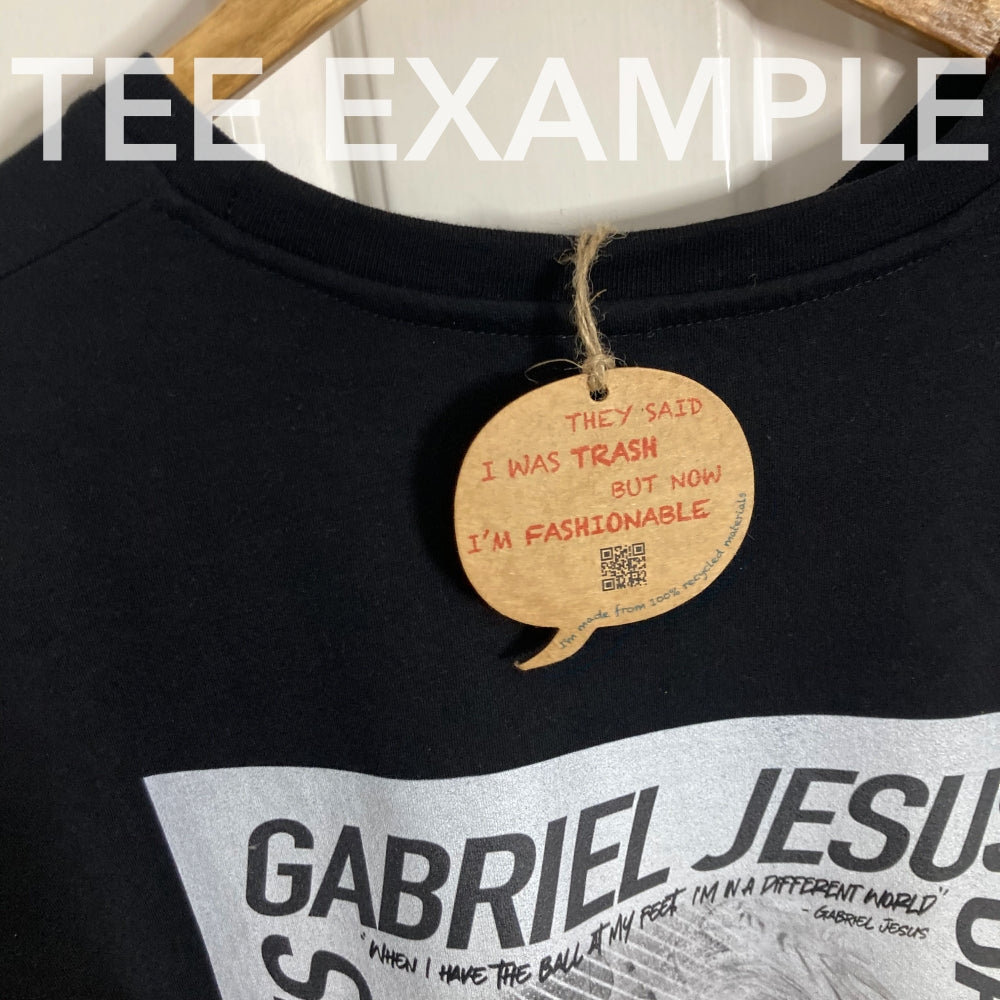 TEE EXAMPLE
THEY SAID
I WAS TRASH
BUT NOW
I'M FASHIONABLE
I'm made from 100% recycled materials
GABRIEL JESUS
"WHEN I HAVE THE BALL AT MY FEET I'M IN A DIFFERENT WORLD"
- GABRIEL JESUS